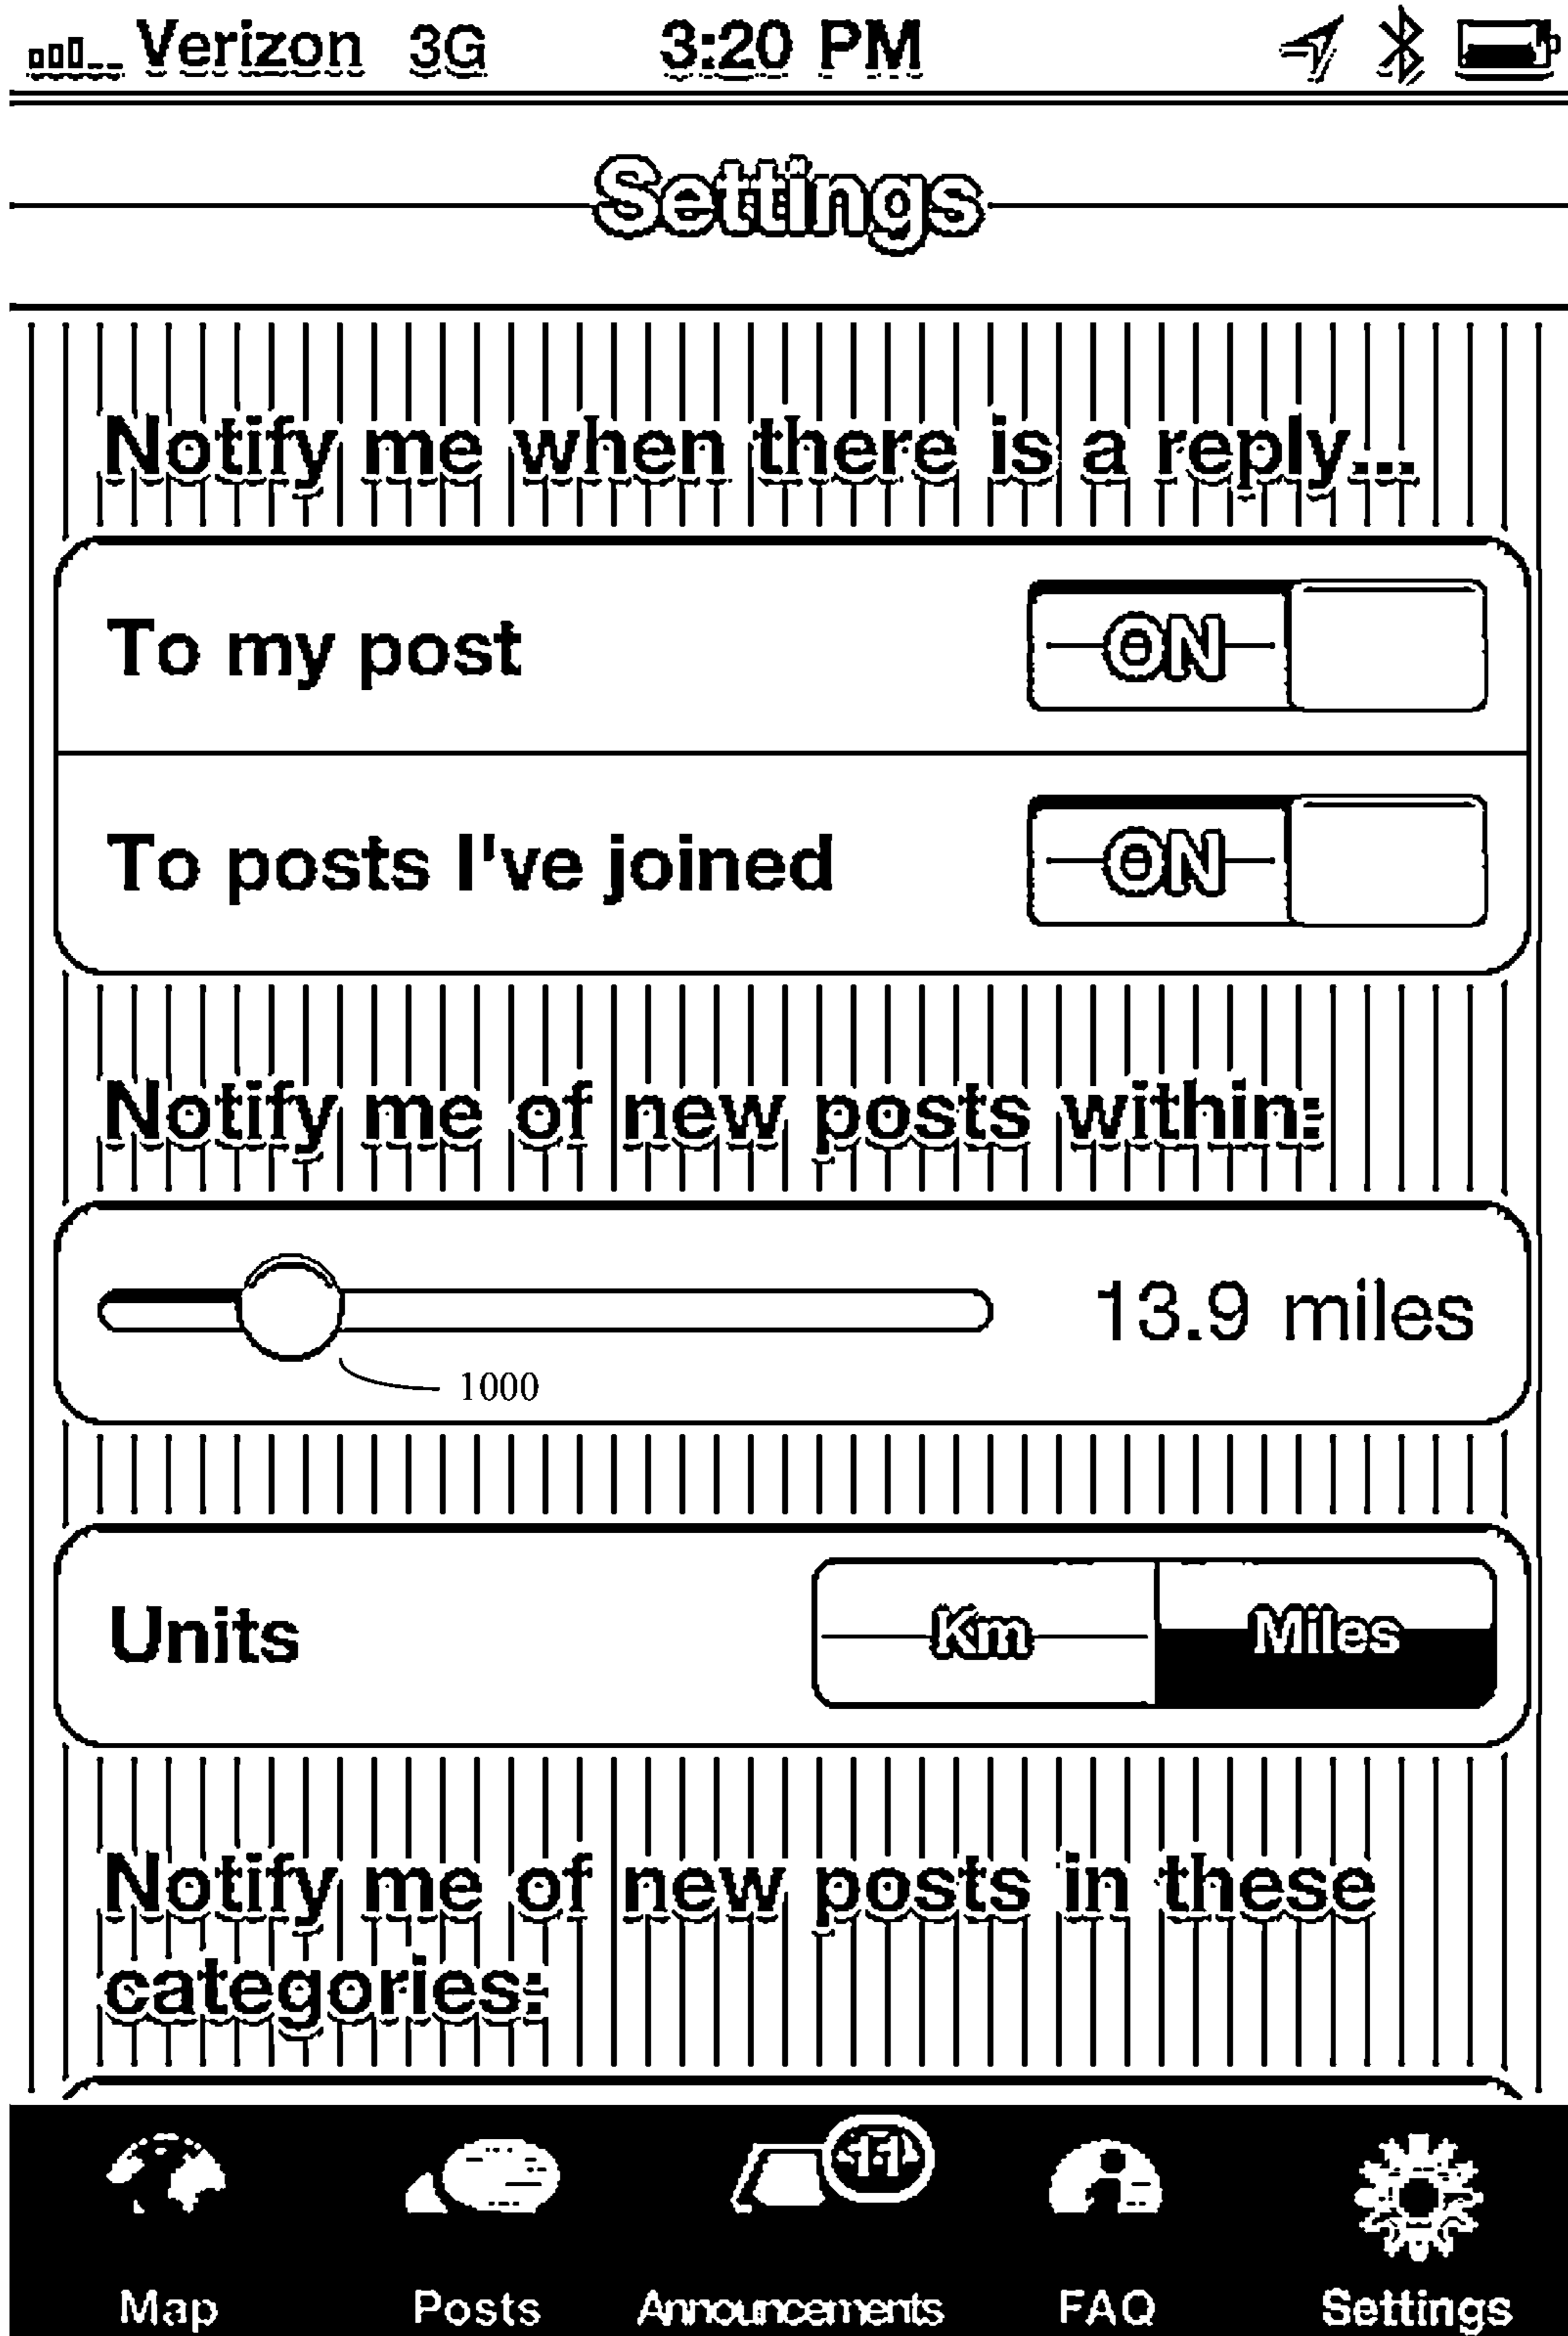 Verizon 3G 3:20 PM
Settings
Notify me when there is a reply...
To my post ON
To posts I've joined ON
Notify me of new posts within:
13.9 miles
1000
Units Km Miles
Notify me of new posts in these
categories:
11
Map Posts Announcements FAQ Settings